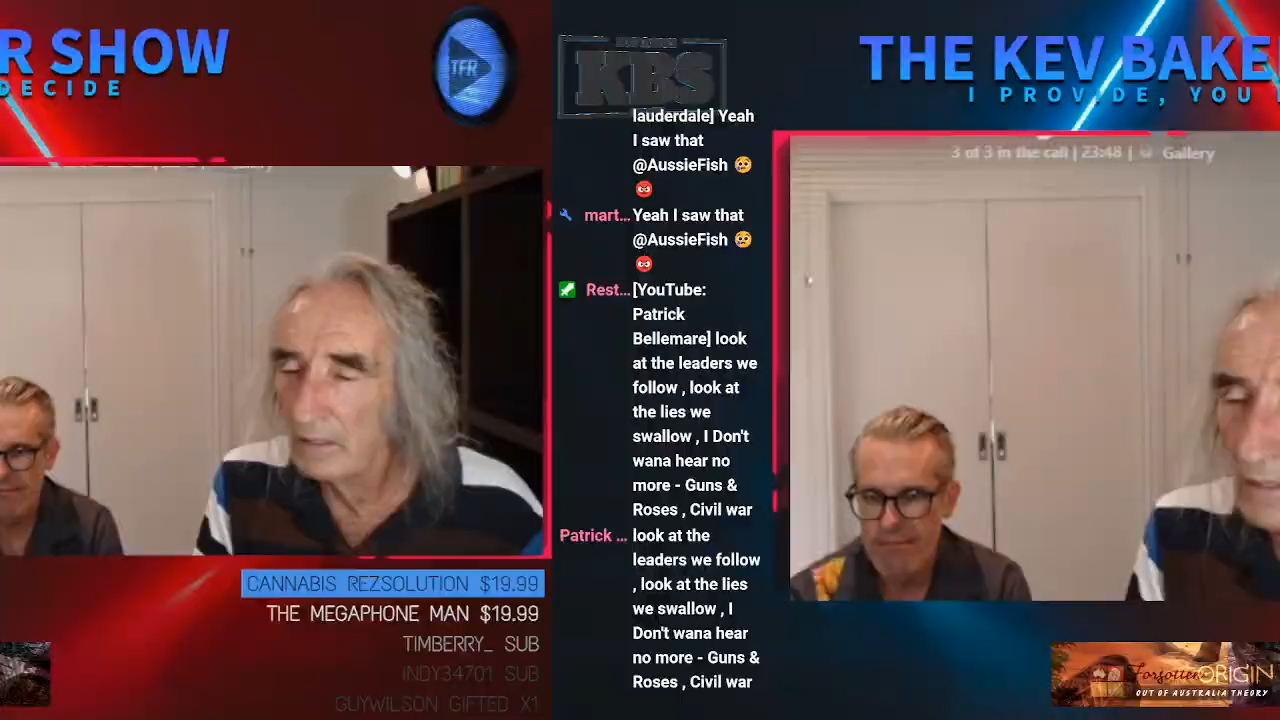 R SHOW
DECIDE
TFR
CANNABIS REZSOLUTION $19.99
THE MEGAPHONE MAN $19.99
TIMBERRY_ SUB
INDY34701 SUB
GUYWILSON GIFTED X1
KBS
lauderdale] Yeah
I saw that
@AussieFish 😢
😡
mart... Yeah I saw that
@AussieFish 😢
😡
Rest... [YouTube:
Patrick
Bellemare] look
at the leaders we
follow , look at
the lies we
swallow , I Don't
wana hear no
more - Guns &
Roses , Civil war
Patrick ... look at the
leaders we follow
, look at the lies
we swallow , I
Don't wana hear
no more - Guns &
Roses , Civil war
THE KEV BAKE
I PROVIDE, YOU
3 of 3 in the call | 23:48 | Gallery
Forgotten ORIGIN
OUT OF AUSTRALIA THEORY